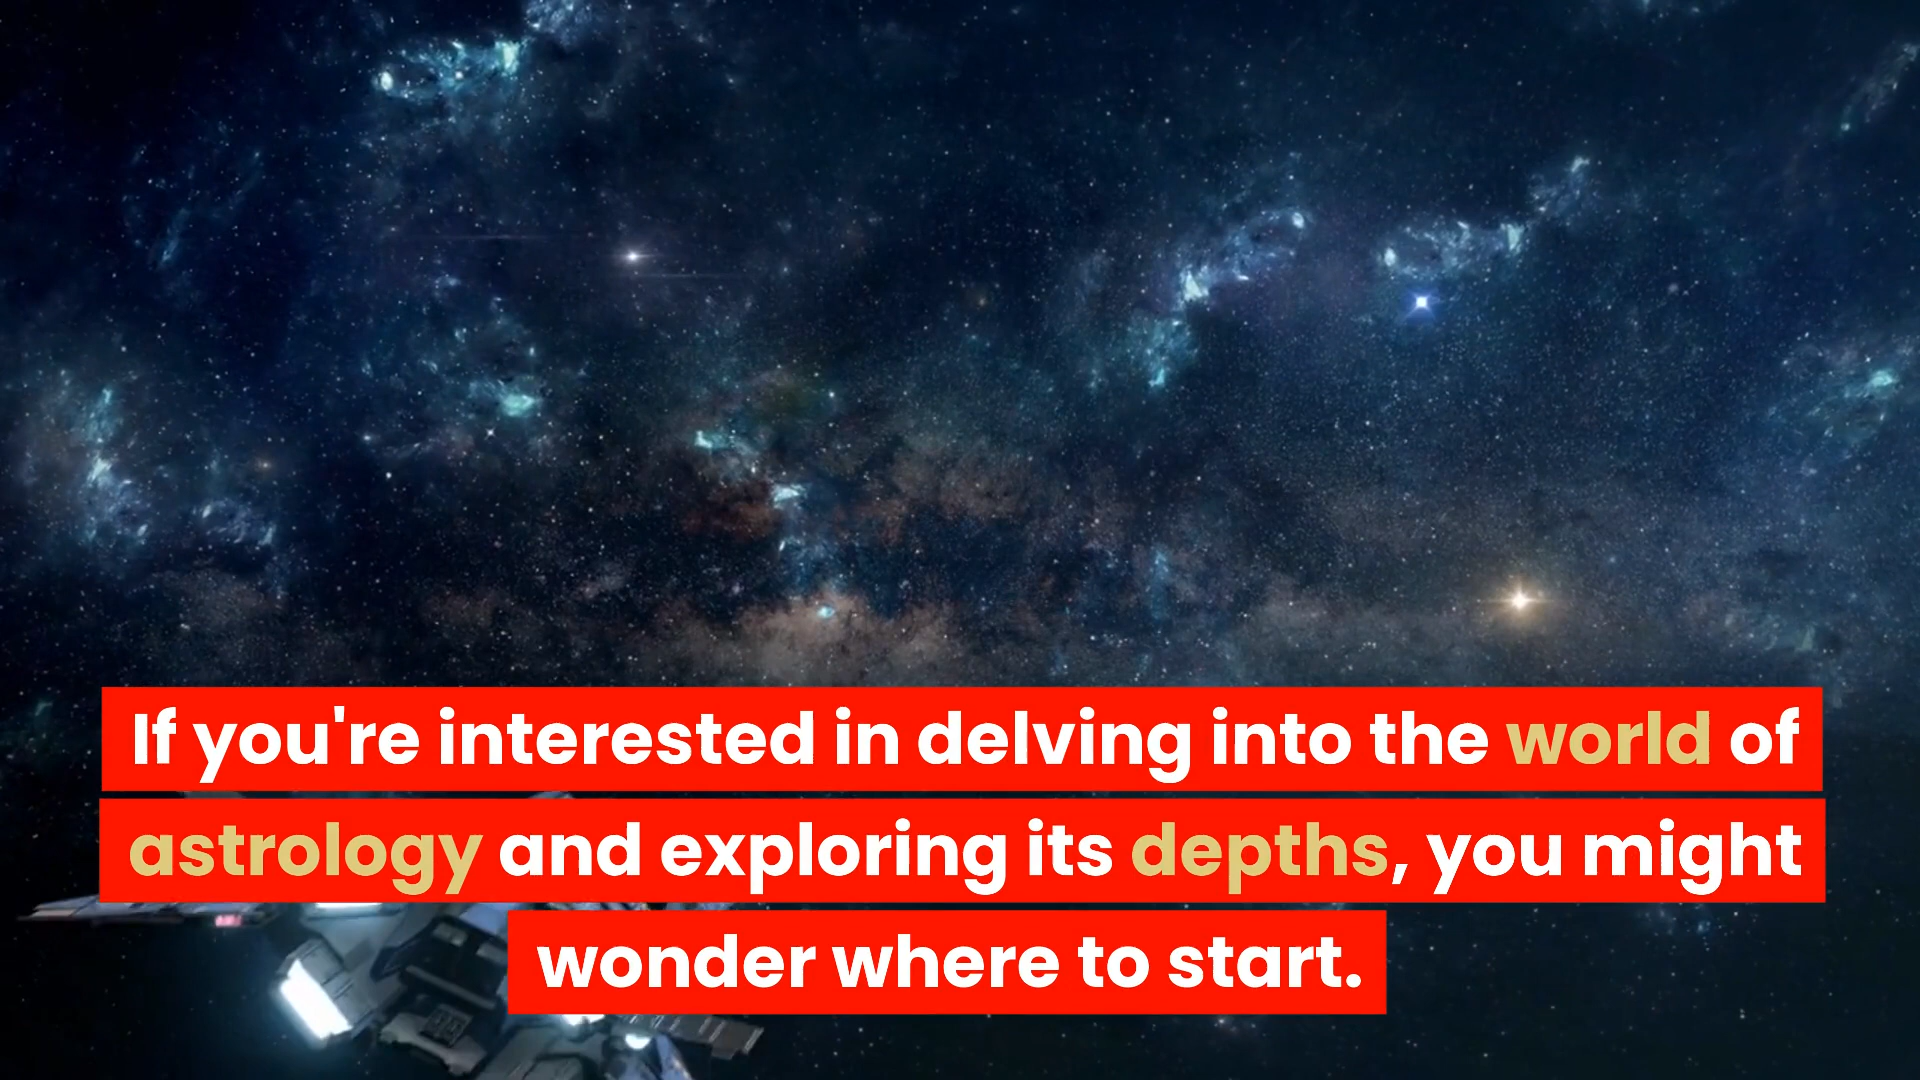 If you're interested in delving into the world of
astrology and exploring its depths, you might
wonder where to start.